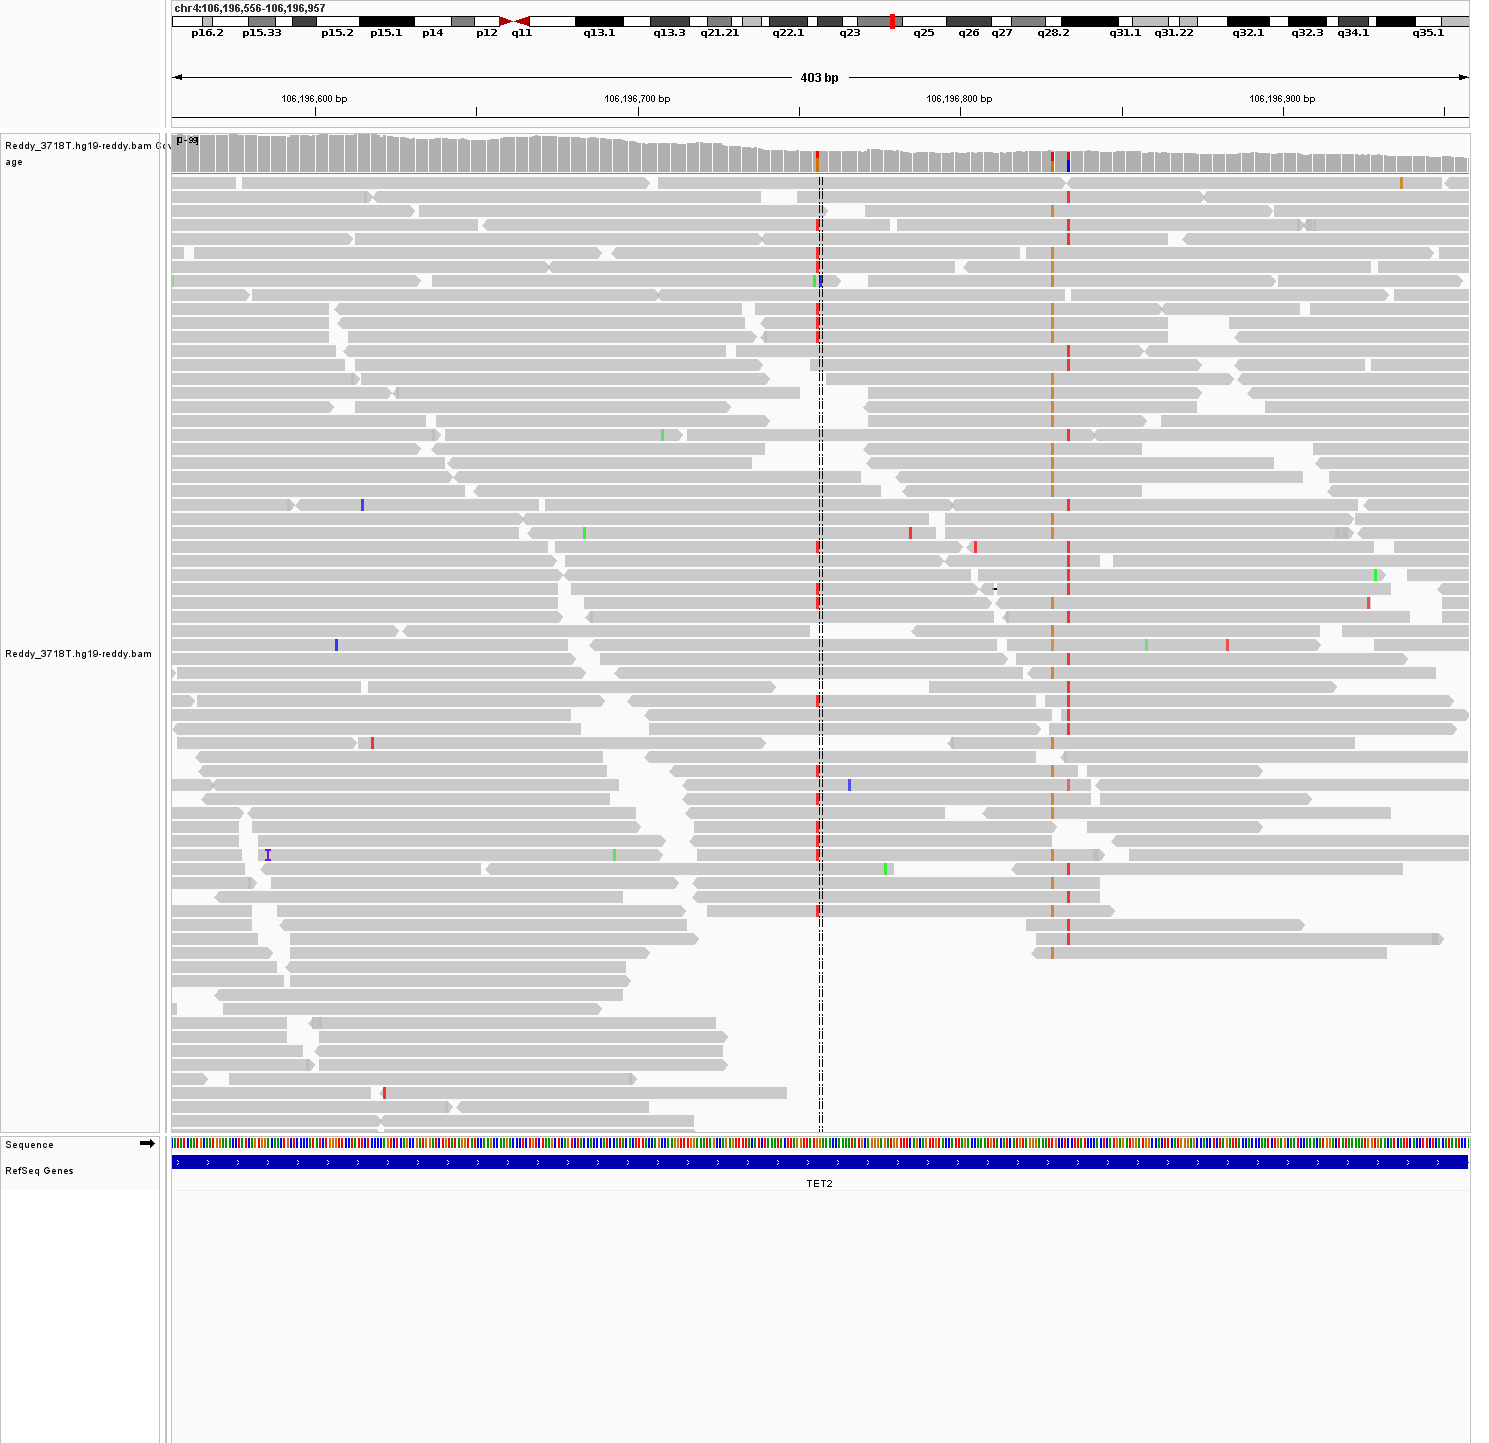 chr4:106,196,556-106,196,957
p16.2 p15.33 p15.2 p15.1 p14 p12 q11 q13.1 q13.3 q21.21 q22.1 q23 q25 q26 q27 q28.2 q31.1 q31.22 q32.1 q32.3 q34.1 q35.1
403 bp
106,196,600 bp 106,196,700 bp 106,196,800 bp 106,196,900 bp
[0-99]
Reddy_3718T.hg19-reddy.bam Cov
age
Reddy_3718T.hg19-reddy.bam
Sequence
RefSeq Genes
TET2